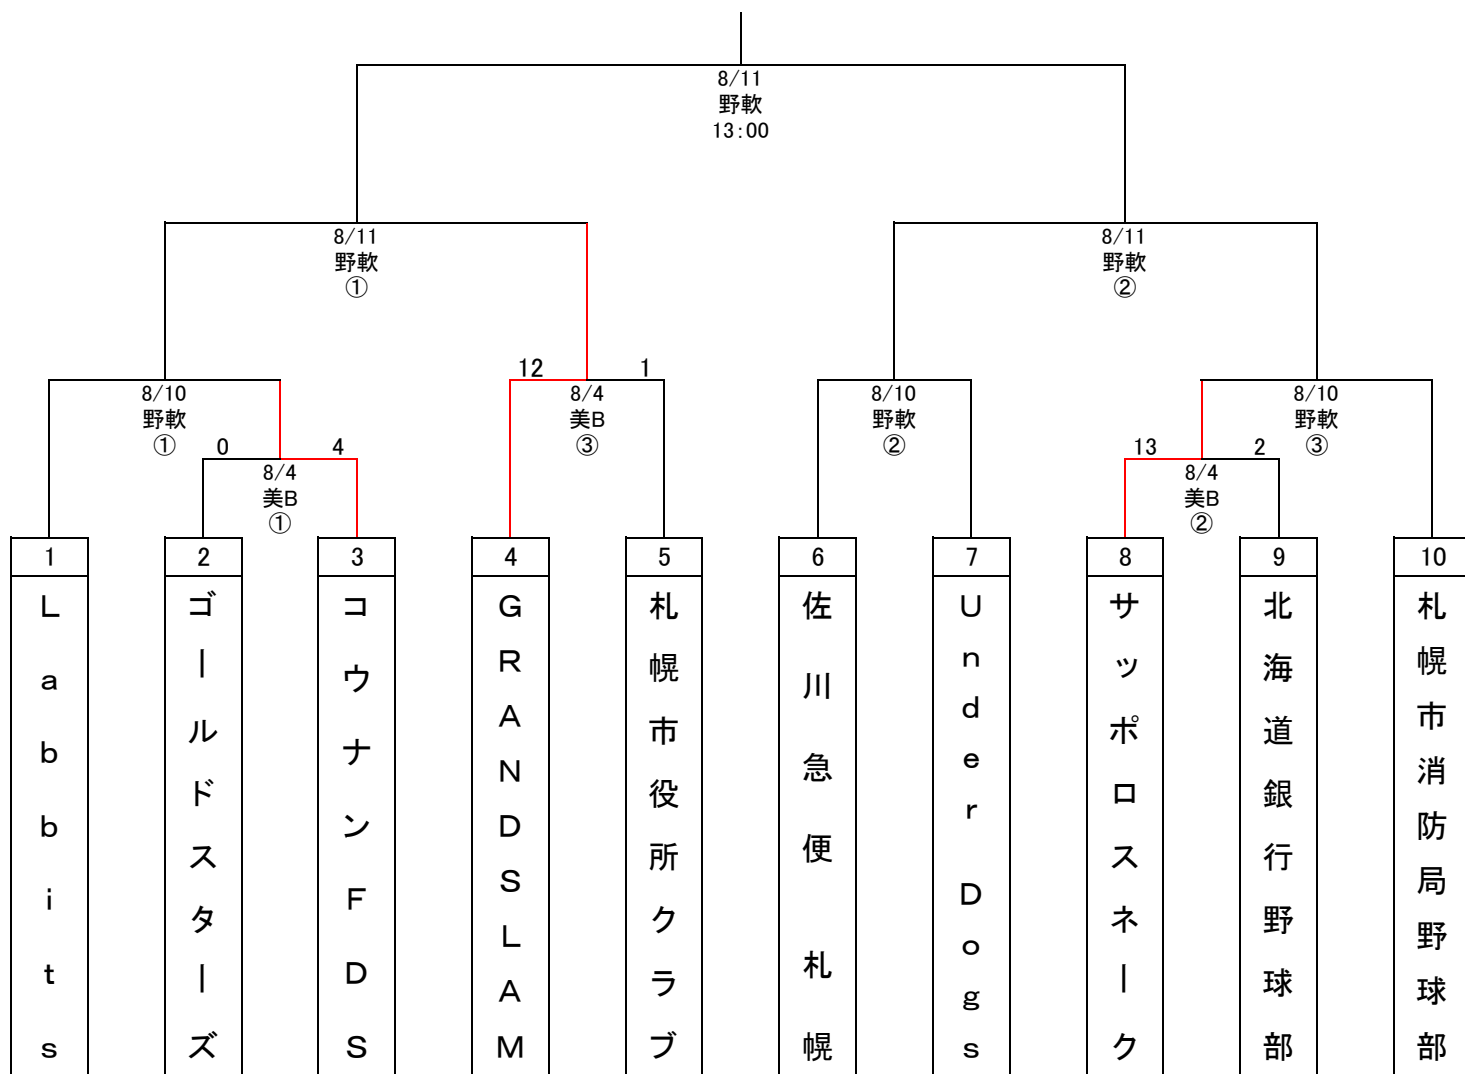 8/11
野軟
13:00
8/11
野軟
①
8/11
野軟
②
12 1
8/10
野軟
①
8/4
美B
③
8/10
野軟
②
8/10
野軟
③
0 4
8/4
美B
①
13 2
8/4
美B
②
1 2 3 4 5 6 7 8 9 10
Labbits
ゴールドスターズ
コウナンFDS
GRANDSLAM
札幌市役所クラブ
佐川急便 札幌
Under Dogs
サッポロスネーク
北海道銀行野球部
札幌市消防局野球部